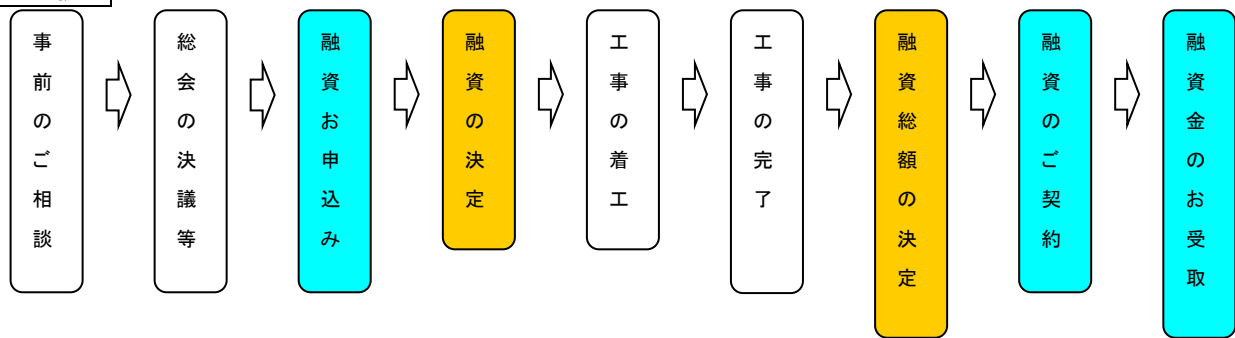 事前のご相談
総会の決議等
融資お申込み
融資の決定
工事の着工
工事の完了
融資総額の決定
融資のご契約
融資金のお受取